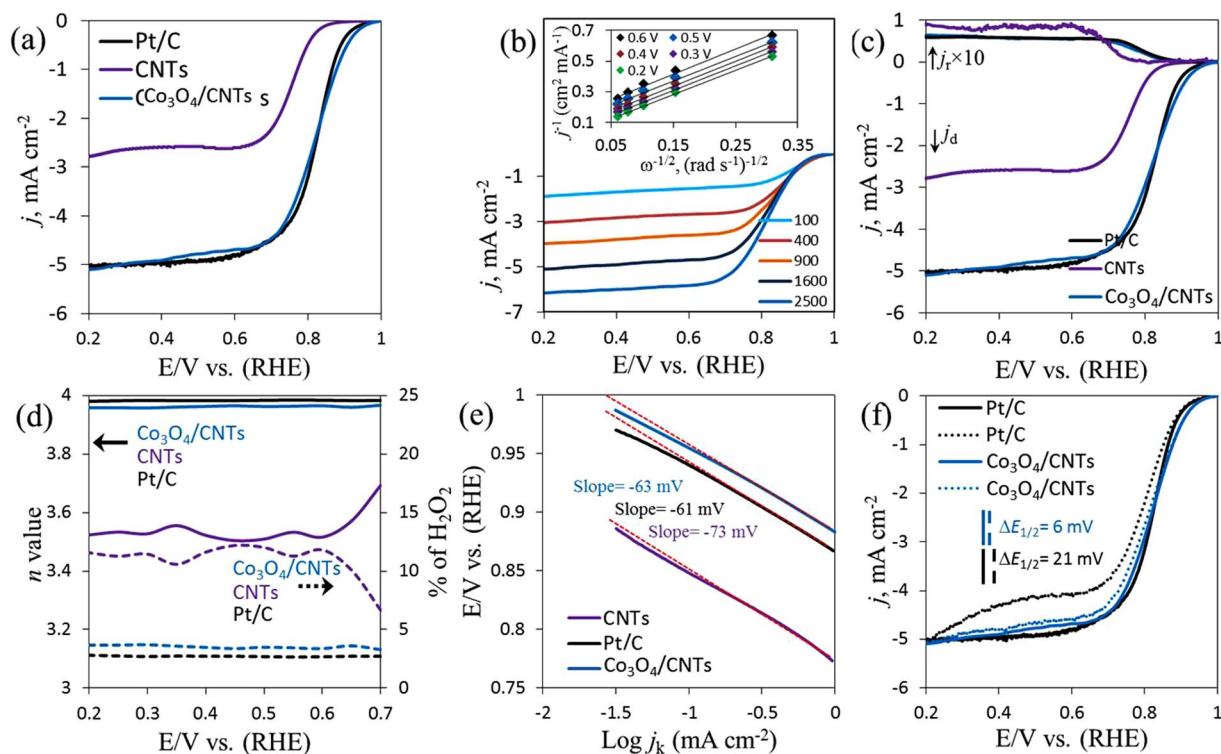 (a)
Pt/C
CNTs
(Co₃O₄/CNTs s
0
-1
-2
-3
-4
-5
-6
j, mA cm⁻²
0.2 0.4 0.6 0.8 1
E/V vs. (RHE)
(b)
0.6 V 0.5 V
0.4 V 0.3 V
0.2 V
0.7
0.5
0.3
0.1
j⁻¹ (cm² mA⁻¹)
0.05 0.15 0.25 0.35
ω⁻¹/², (rad s⁻¹)⁻¹/²
-1
-3
-5
-7
j, mA cm⁻²
100
400
900
1600
2500
0.2 0.4 0.6 0.8 1
E/V vs. (RHE)
(c)
1
0
-1
-2
-3
-4
-5
-6
j, mA cm⁻²
jᵣ×10
j_d
Pt/C
CNTs
Co₃O₄/CNTs
0.2 0.4 0.6 0.8 1
E/V vs. (RHE)
(d)
4
3.8
3.6
3.4
3.2
3
n value
Co₃O₄/CNTs
CNTs
Pt/C
Co₃O₄/CNTs
CNTs
Pt/C
25
20
15
10
5
0
% of H₂O₂
0.2 0.3 0.4 0.5 0.6 0.7
E/V vs. (RHE)
(e)
1
0.95
0.9
0.85
0.8
0.75
E/V vs. (RHE)
Slope= -63 mV
Slope= -61 mV
Slope= -73 mV
CNTs
Pt/C
Co₃O₄/CNTs
-2 -1.5 -1 -0.5 0
Log jₖ (mA cm⁻²)
(f)
0
-1
-2
-3
-4
-5
-6
j, mA cm⁻²
Pt/C
Pt/C
Co₃O₄/CNTs
Co₃O₄/CNTs
ΔE₁/₂= 6 mV
ΔE₁/₂= 21 mV
0.2 0.4 0.6 0.8 1
E/V vs. (RHE)